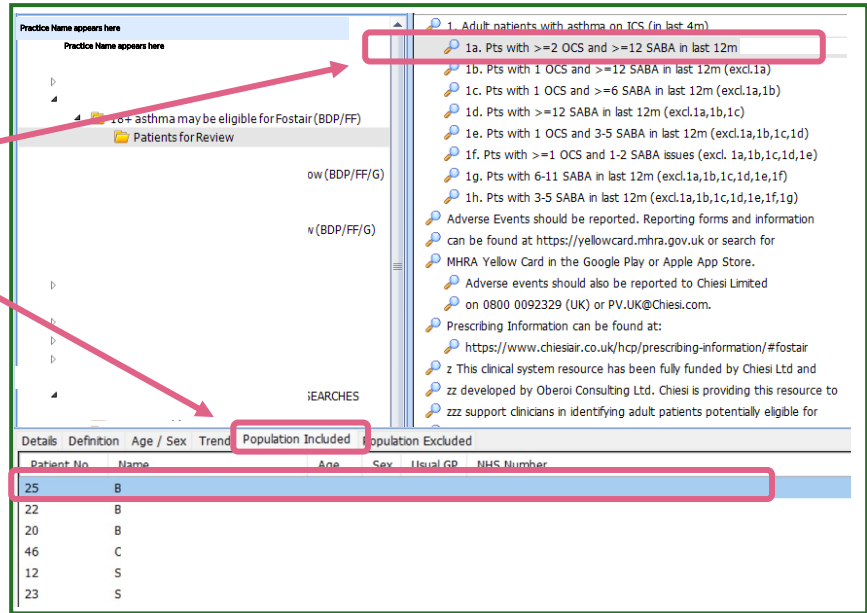 Practice Name appears here
Practice Name appears here
18+ asthma may be eligible for Fostair (BDP/FF)
Patients for Review
ow (BDP/FF/G)
w (BDP/FF/G)
SEARCHES
1. Adult patients with asthma on ICS (in last 4m)
1a. Pts with >=2 OCS and >=12 SABA in last 12m
1b. Pts with 1 OCS and >=12 SABA in last 12m (excl.1a)
1c. Pts with 1 OCS and >=6 SABA in last 12m (excl.1a,1b)
1d. Pts with >=12 SABA in last 12m (excl.1a,1b,1c)
1e. Pts with 1 OCS and 3-5 SABA in last 12m (excl.1a,1b,1c,1d)
1f. Pts with >=1 OCS and 1-2 SABA issues (excl. 1a,1b,1c,1d,1e)
1g. Pts with 6-11 SABA in last 12m (excl.1a,1b,1c,1d,1e,1f)
1h. Pts with 3-5 SABA in last 12m (excl.1a,1b,1c,1d,1e,1f,1g)
Adverse Events should be reported. Reporting forms and information
can be found at https://yellowcard.mhra.gov.uk or search for
MHRA Yellow Card in the Google Play or Apple App Store.
Adverse events should also be reported to Chiesi Limited
on 0800 0092329 (UK) or PV.UK@Chiesi.com.
Prescribing Information can be found at:
https://www.chiesiair.co.uk/hcp/prescribing-information/#fostair
z This clinical system resource has been fully funded by Chiesi Ltd and
zz developed by Oberoi Consulting Ltd. Chiesi is providing this resource to
zzz support clinicians in identifying adult patients potentially eligible for
Details Definition Age / Sex Trend Population Included Population Excluded
Patient No Name Age Sex Usual GP NHS Number
25 B
22 B
20 B
46 C
12 S
23 S